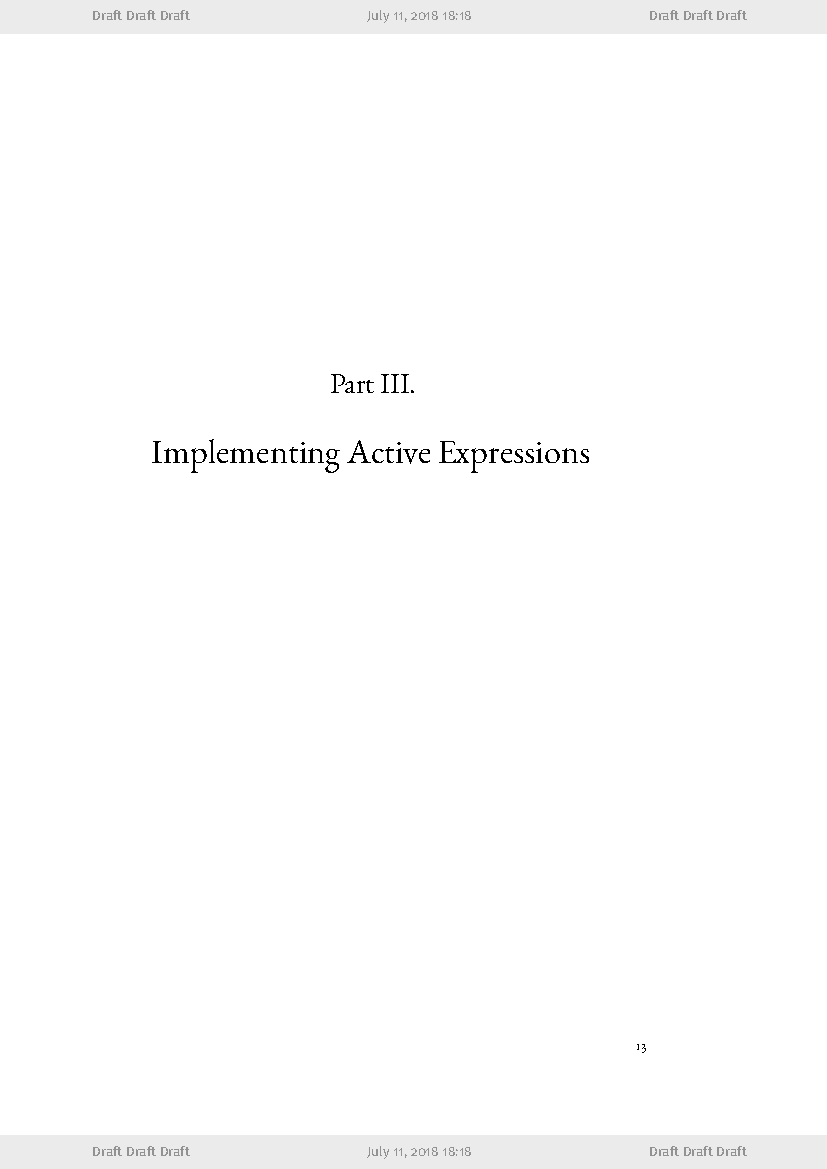 Draft Draft Draft July 11, 2018 18:18 Draft Draft Draft
Part III.
Implementing Active Expressions
13
Draft Draft Draft July 11, 2018 18:18 Draft Draft Draft